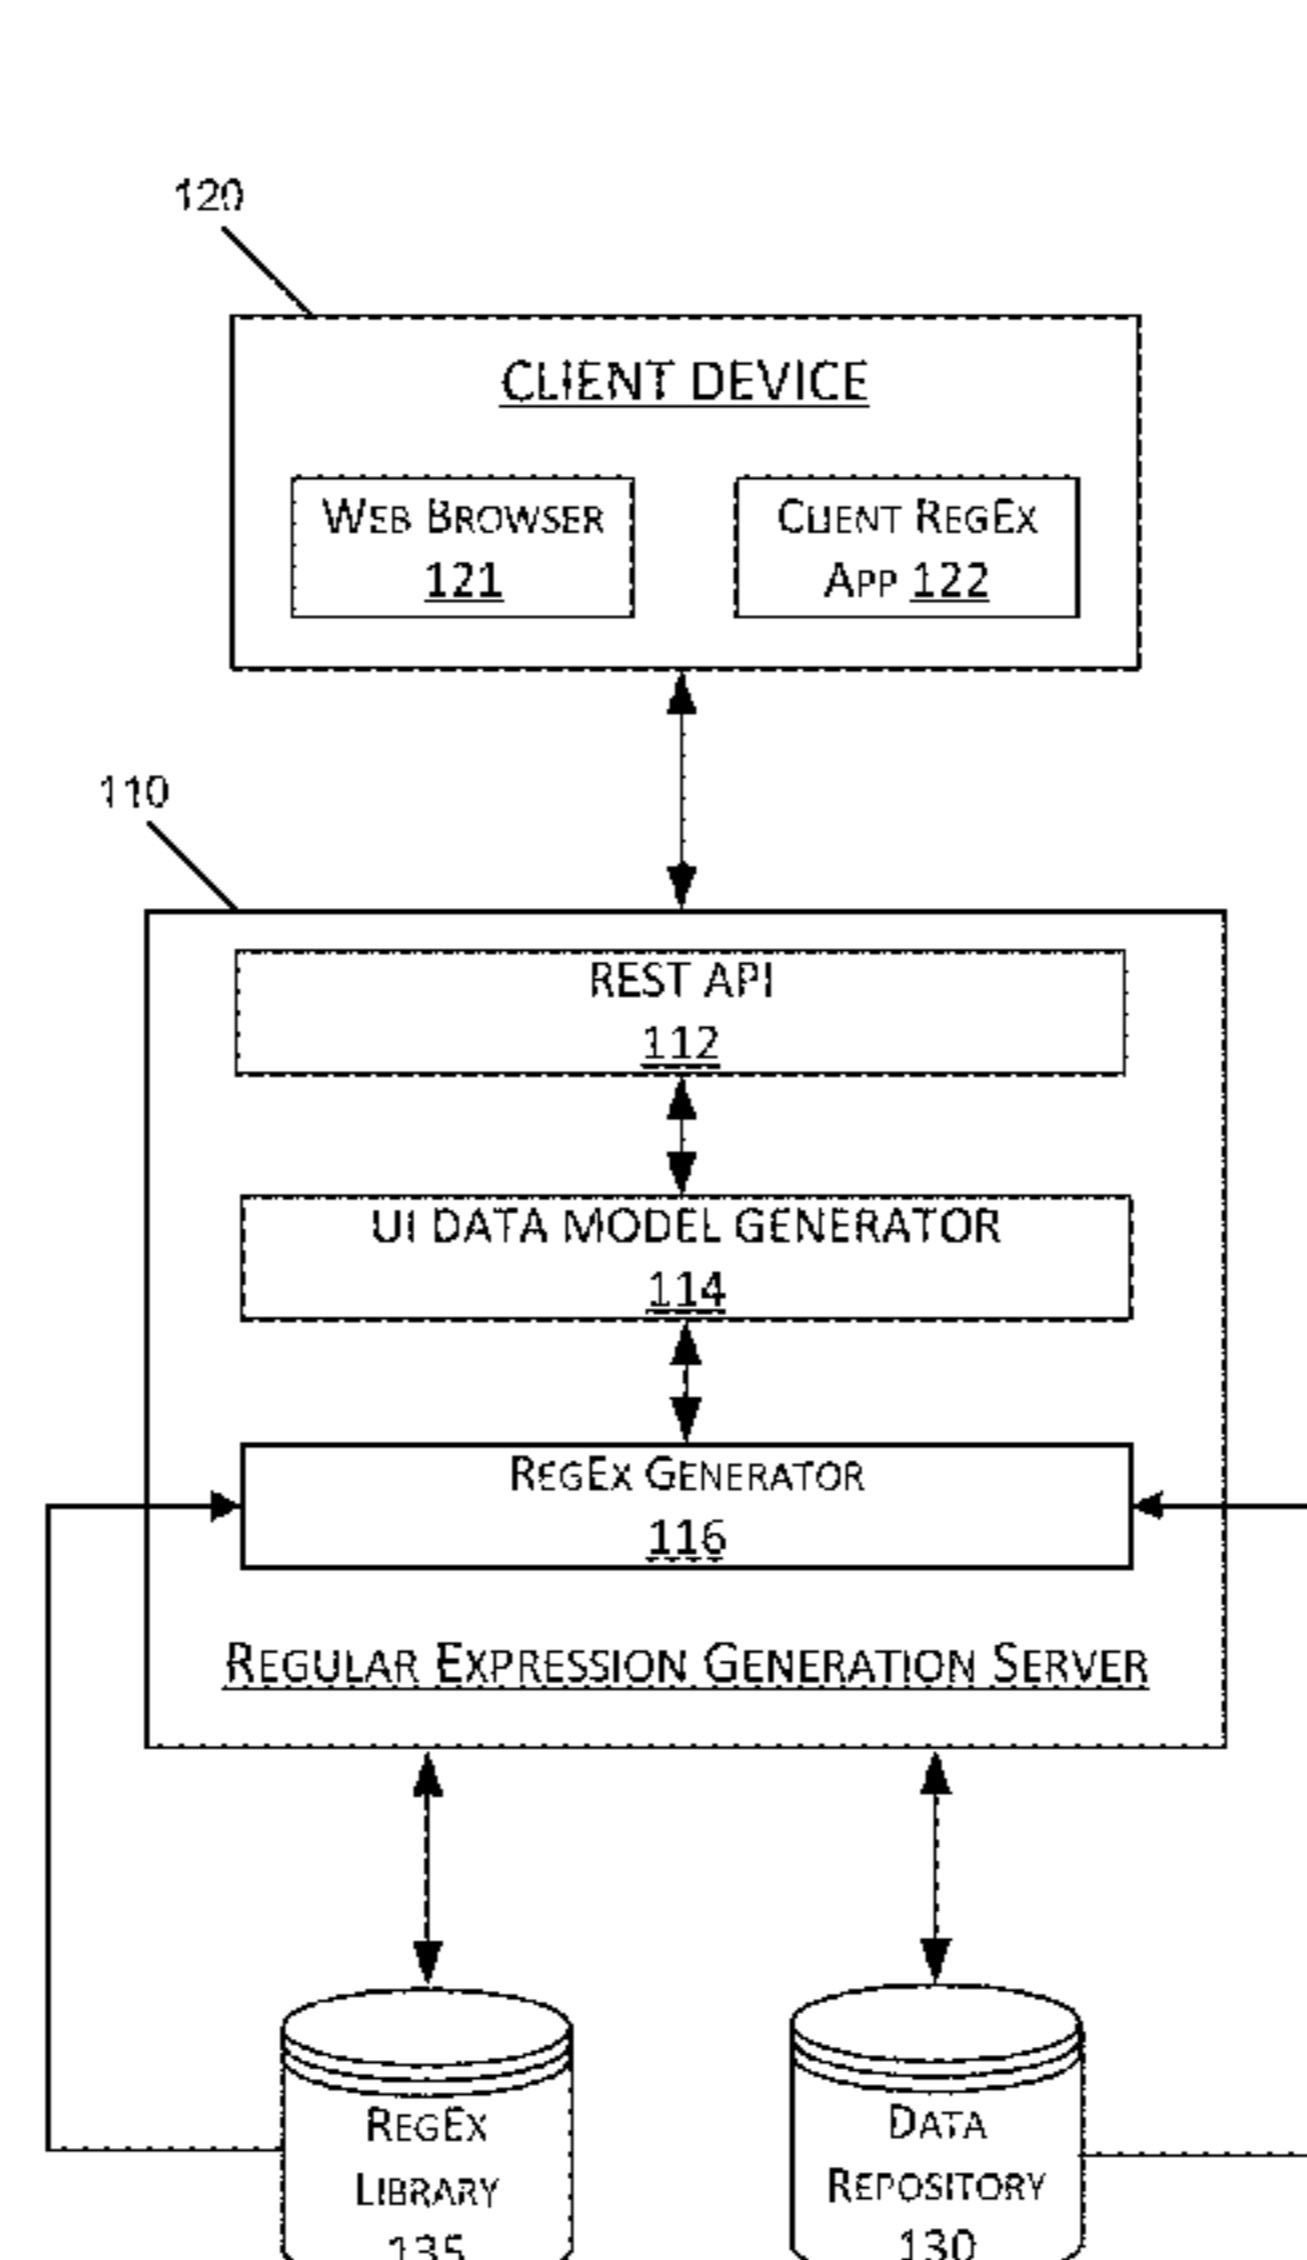 120
CLIENT DEVICE
WEB BROWSER
121
CLIENT REGEX
APP 122
110
REST API
112
UI DATA MODEL GENERATOR
114
REGEX GENERATOR
116
REGULAR EXPRESSION GENERATION SERVER
REGEX
LIBRARY
135
DATA
REPOSITORY
130